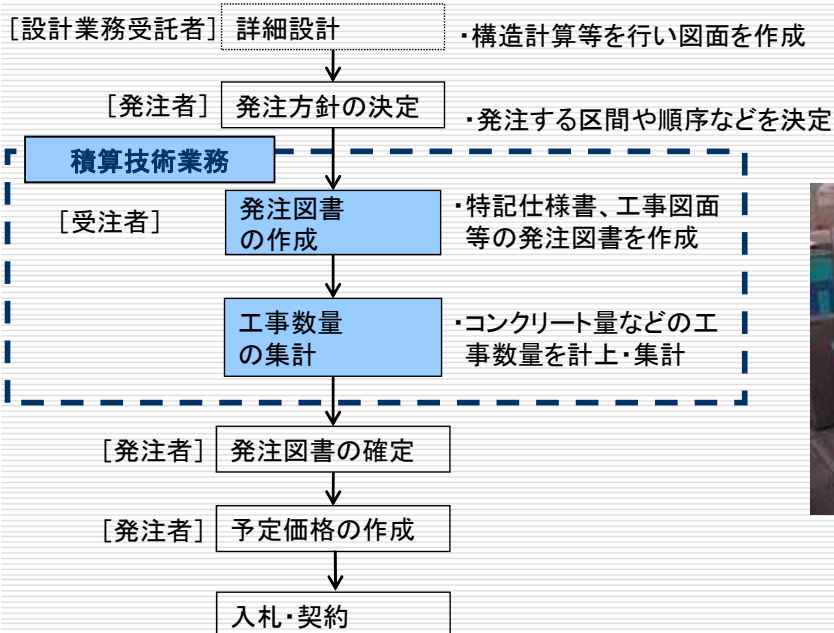 [設計業務受託者] 詳細設計 ・構造計算等を行い図面を作成
[発注者] 発注方針の決定 ・発注する区間や順序などを決定
積算技術業務
[受注者]
発注図書
の作成
・特記仕様書、工事図面
等の発注図書を作成
工事数量
の集計
・コンクリート量などの工
事数量を計上・集計
[発注者] 発注図書の確定
[発注者] 予定価格の作成
入札・契約